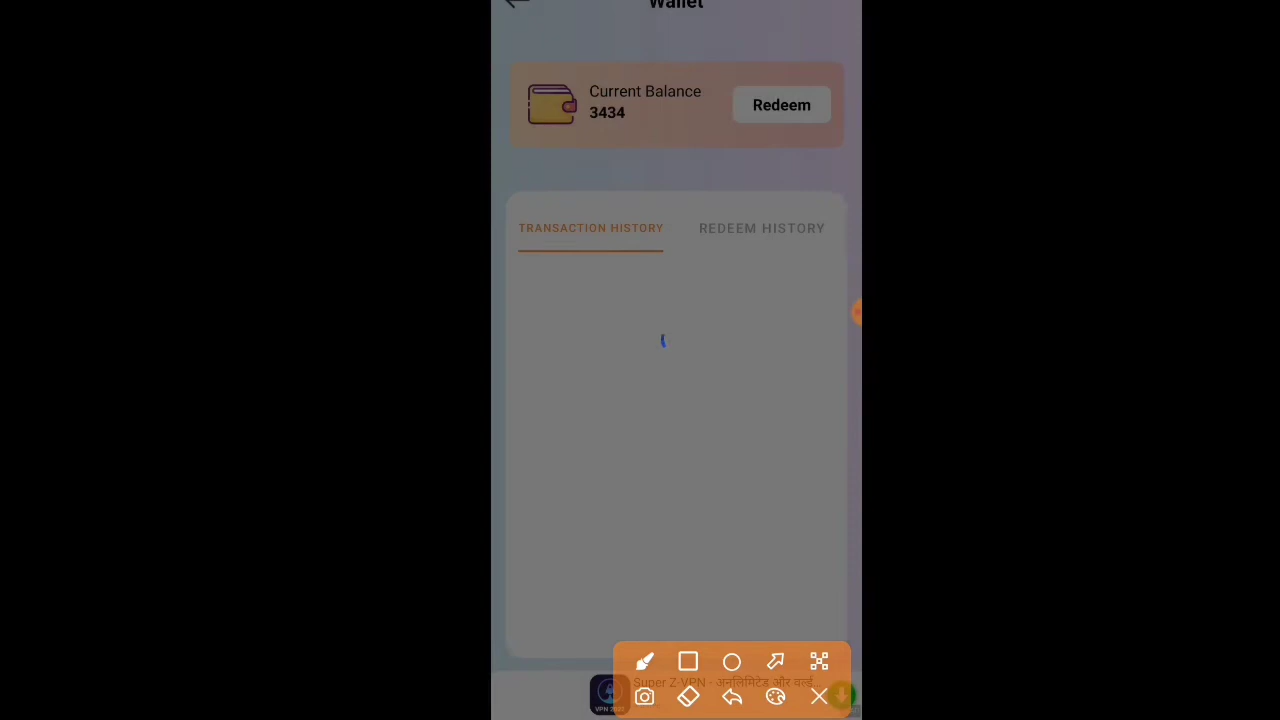 Wallet
Current Balance
3434
Redeem
TRANSACTION HISTORY
REDEEM HISTORY
Super Z-VPN - अनलिमिटेड और वर्ल्ड...